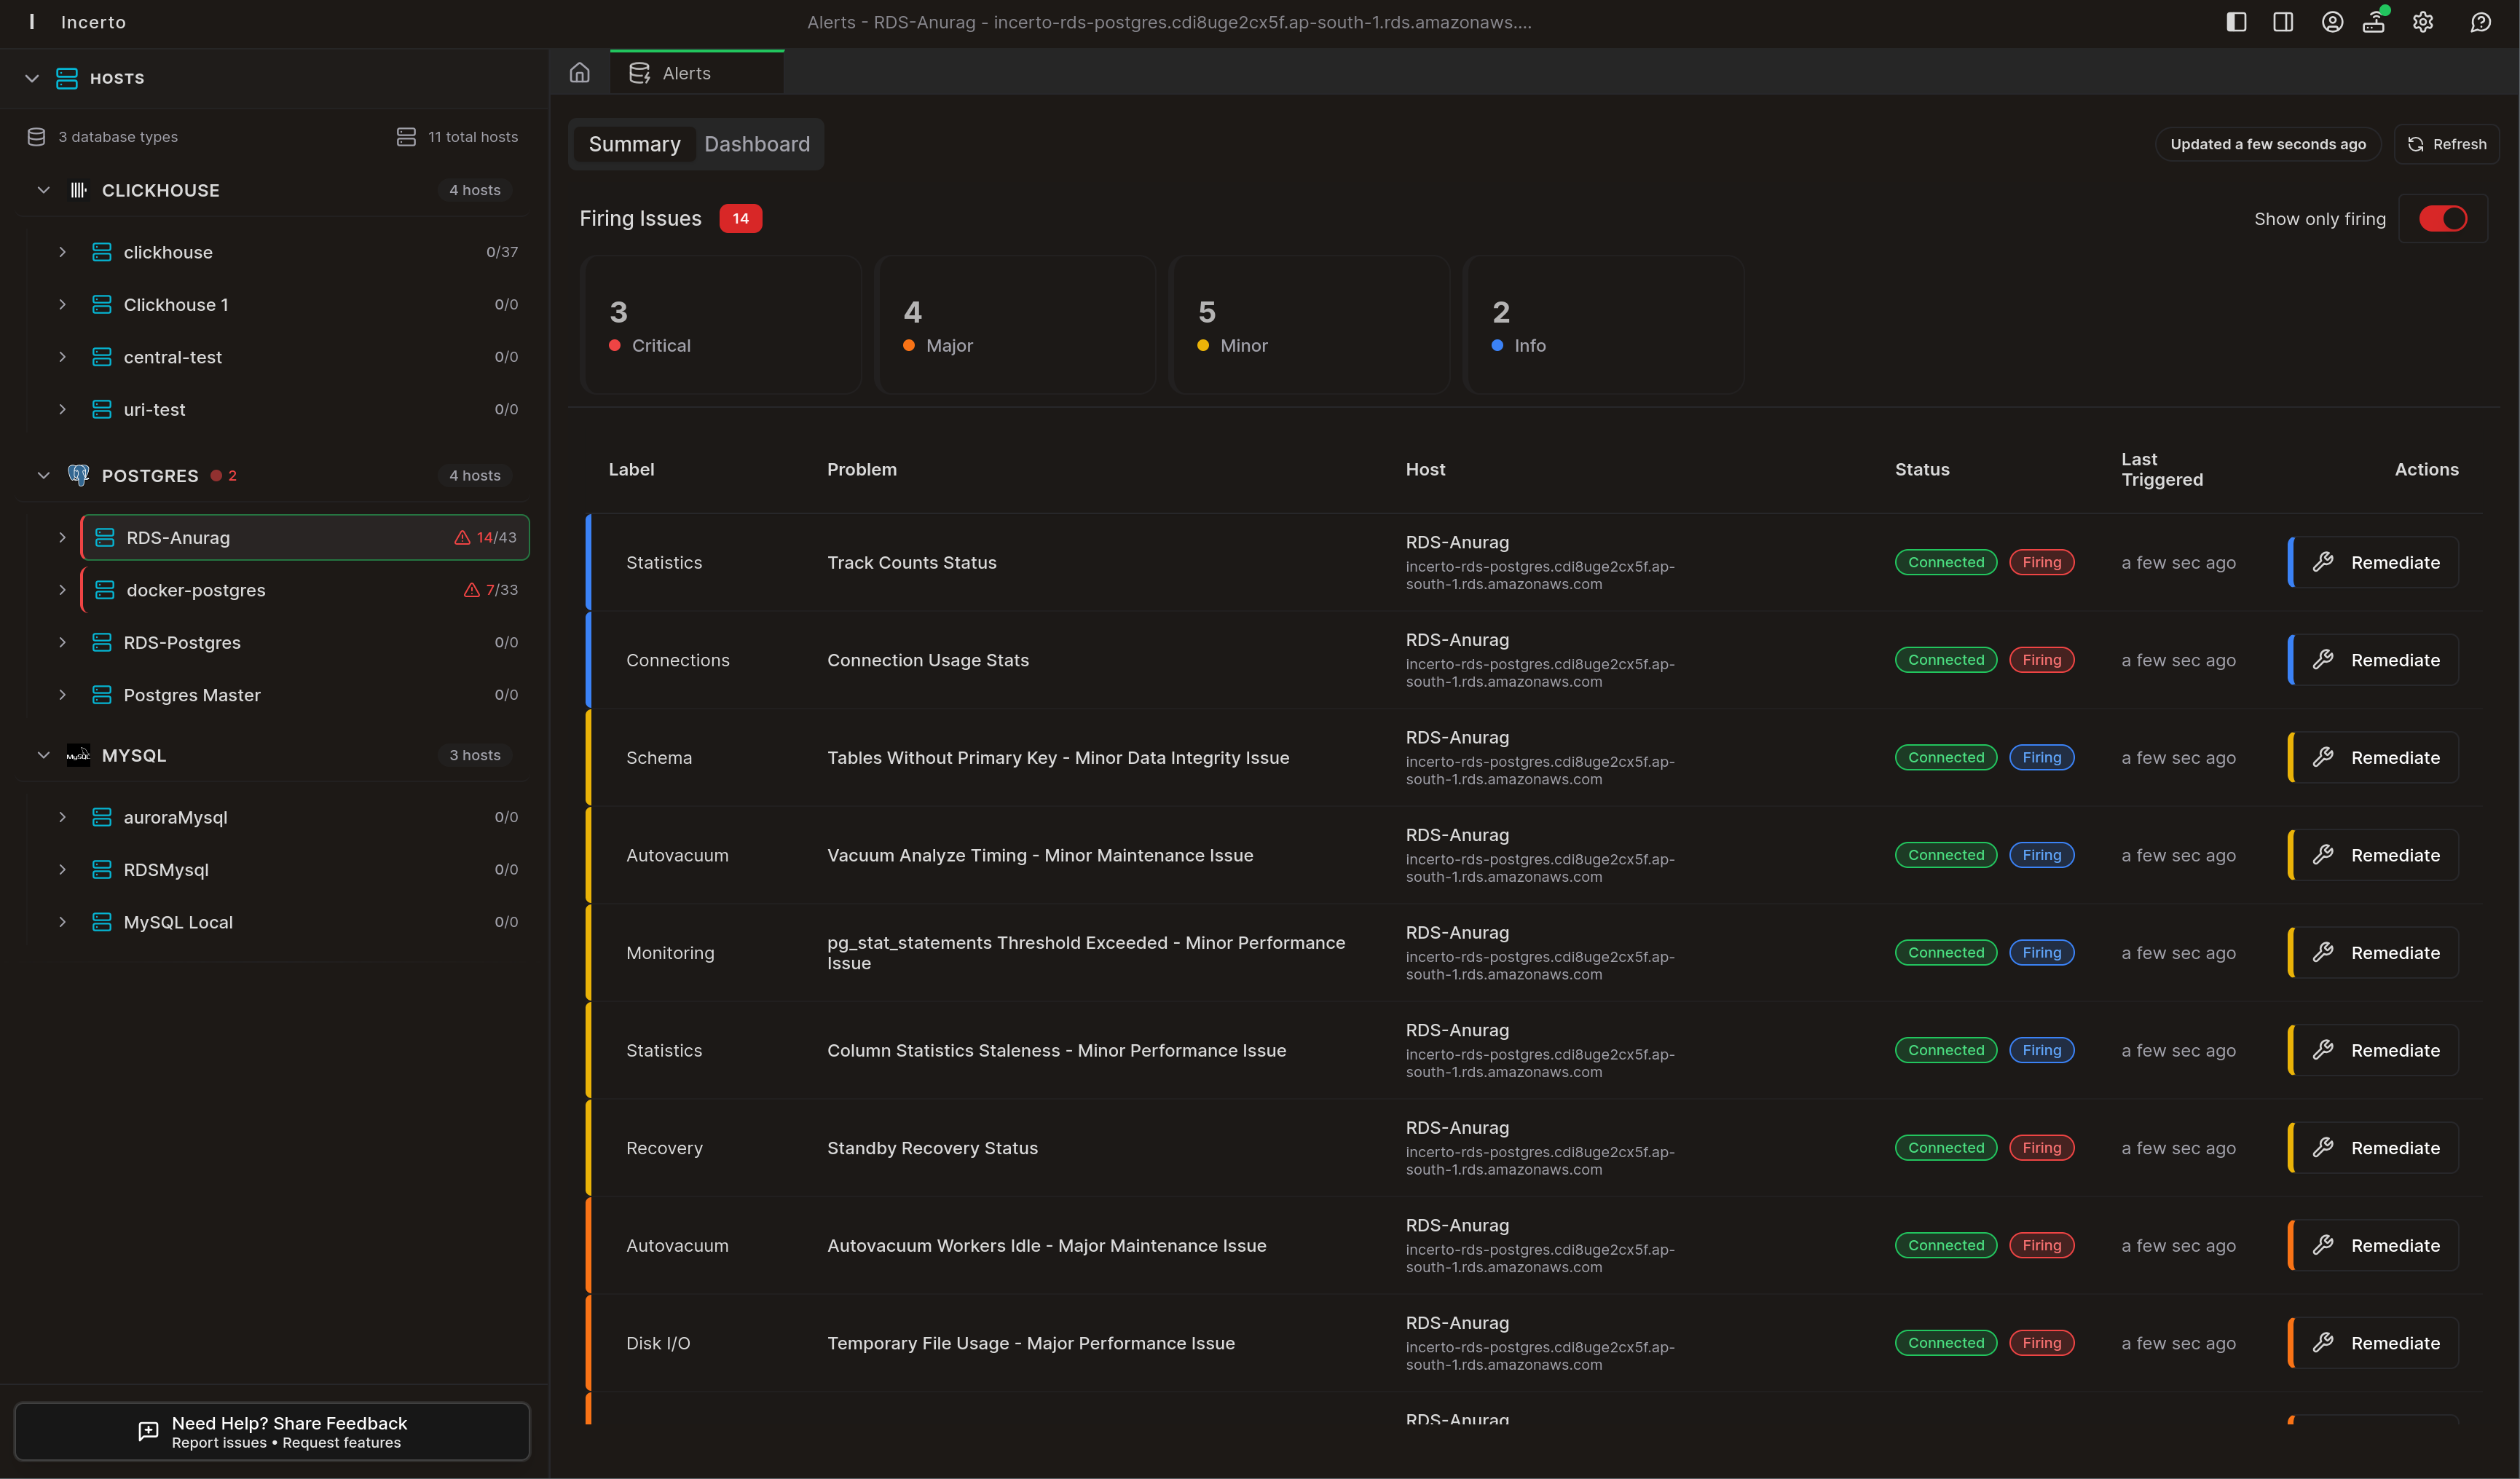 Incerto
Alerts - RDS-Anurag - incerto-rds-postgres.cdi8uge2cx5f.ap-south-1.rds.amazonaws....
HOSTS
3 database types
11 total hosts
CLICKHOUSE
4 hosts
clickhouse
0/37
Clickhouse 1
0/0
central-test
0/0
uri-test
0/0
POSTGRES
2
4 hosts
RDS-Anurag
14/43
docker-postgres
7/33
RDS-Postgres
0/0
Postgres Master
0/0
MySQL
MYSQL
3 hosts
auroraMysql
0/0
RDSMysql
0/0
MySQL Local
0/0
Need Help? Share Feedback
Report issues • Request features
Alerts
Summary
Dashboard
Updated a few seconds ago
Refresh
Firing Issues
14
Show only firing
3
Critical
4
Major
5
Minor
2
Info
Label
Problem
Host
Status
Last
Triggered
Actions
Statistics
Track Counts Status
RDS-Anurag
incerto-rds-postgres.cdi8uge2cx5f.ap-
south-1.rds.amazonaws.com
Connected
Firing
a few sec ago
Remediate
Connections
Connection Usage Stats
RDS-Anurag
incerto-rds-postgres.cdi8uge2cx5f.ap-
south-1.rds.amazonaws.com
Connected
Firing
a few sec ago
Remediate
Schema
Tables Without Primary Key - Minor Data Integrity Issue
RDS-Anurag
incerto-rds-postgres.cdi8uge2cx5f.ap-
south-1.rds.amazonaws.com
Connected
Firing
a few sec ago
Remediate
Autovacuum
Vacuum Analyze Timing - Minor Maintenance Issue
RDS-Anurag
incerto-rds-postgres.cdi8uge2cx5f.ap-
south-1.rds.amazonaws.com
Connected
Firing
a few sec ago
Remediate
Monitoring
pg_stat_statements Threshold Exceeded - Minor Performance
Issue
RDS-Anurag
incerto-rds-postgres.cdi8uge2cx5f.ap-
south-1.rds.amazonaws.com
Connected
Firing
a few sec ago
Remediate
Statistics
Column Statistics Staleness - Minor Performance Issue
RDS-Anurag
incerto-rds-postgres.cdi8uge2cx5f.ap-
south-1.rds.amazonaws.com
Connected
Firing
a few sec ago
Remediate
Recovery
Standby Recovery Status
RDS-Anurag
incerto-rds-postgres.cdi8uge2cx5f.ap-
south-1.rds.amazonaws.com
Connected
Firing
a few sec ago
Remediate
Autovacuum
Autovacuum Workers Idle - Major Maintenance Issue
RDS-Anurag
incerto-rds-postgres.cdi8uge2cx5f.ap-
south-1.rds.amazonaws.com
Connected
Firing
a few sec ago
Remediate
Disk I/O
Temporary File Usage - Major Performance Issue
RDS-Anurag
incerto-rds-postgres.cdi8uge2cx5f.ap-
south-1.rds.amazonaws.com
Connected
Firing
a few sec ago
Remediate
RDS-Anurag